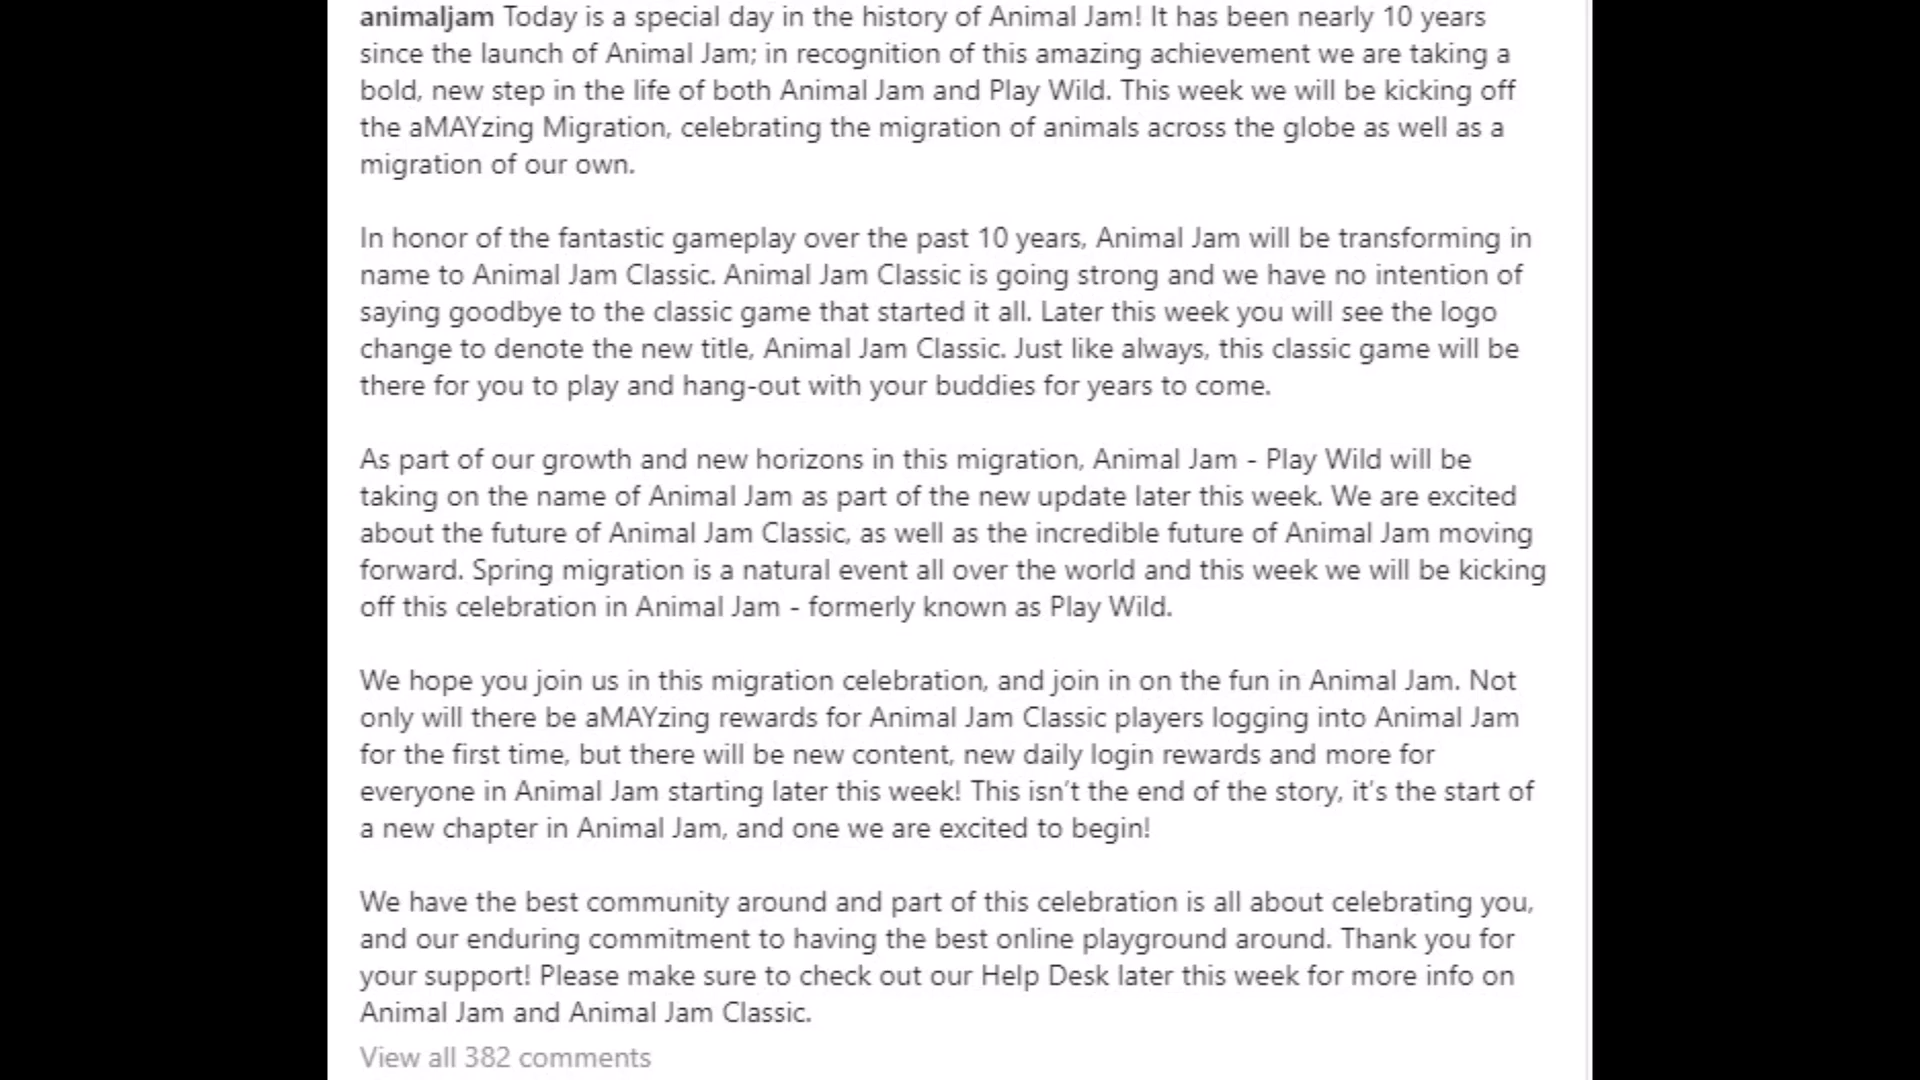 animaljam Today is a special day in the history of Animal Jam! It has been nearly 10 years
since the launch of Animal Jam; in recognition of this amazing achievement we are taking a
bold, new step in the life of both Animal Jam and Play Wild. This week we will be kicking off
the aMAYzing Migration, celebrating the migration of animals across the globe as well as a
migration of our own.
In honor of the fantastic gameplay over the past 10 years, Animal Jam will be transforming in
name to Animal Jam Classic. Animal Jam Classic is going strong and we have no intention of
saying goodbye to the classic game that started it all. Later this week you will see the logo
change to denote the new title, Animal Jam Classic. Just like always, this classic game will be
there for you to play and hang-out with your buddies for years to come.
As part of our growth and new horizons in this migration, Animal Jam - Play Wild will be
taking on the name of Animal Jam as part of the new update later this week. We are excited
about the future of Animal Jam Classic, as well as the incredible future of Animal Jam moving
forward. Spring migration is a natural event all over the world and this week we will be kicking
off this celebration in Animal Jam - formerly known as Play Wild.
We hope you join us in this migration celebration, and join in on the fun in Animal Jam. Not
only will there be aMAYzing rewards for Animal Jam Classic players logging into Animal Jam
for the first time, but there will be new content, new daily login rewards and more for
everyone in Animal Jam starting later this week! This isn't the end of the story, it's the start of
a new chapter in Animal Jam, and one we are excited to begin!
We have the best community around and part of this celebration is all about celebrating you,
and our enduring commitment to having the best online playground around. Thank you for
your support! Please make sure to check out our Help Desk later this week for more info on
Animal Jam and Animal Jam Classic.
View all 382 comments